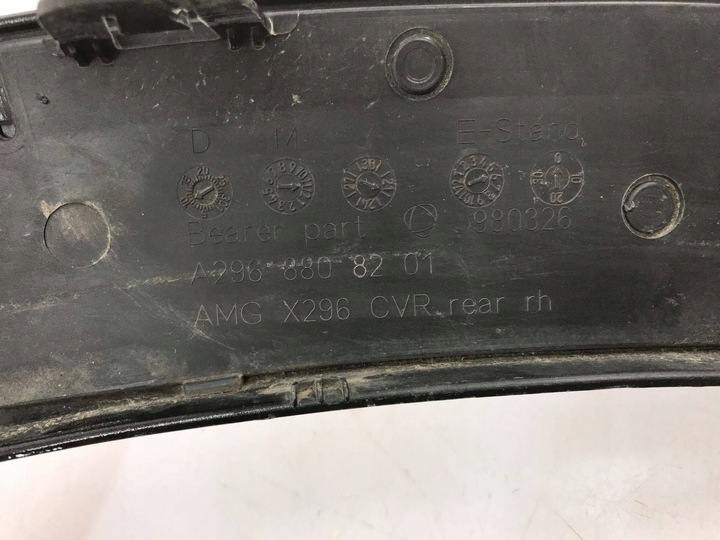 D M E-Stand
Bearer part 980326
A296 880 82 01
AMG X296 CVR rear rh